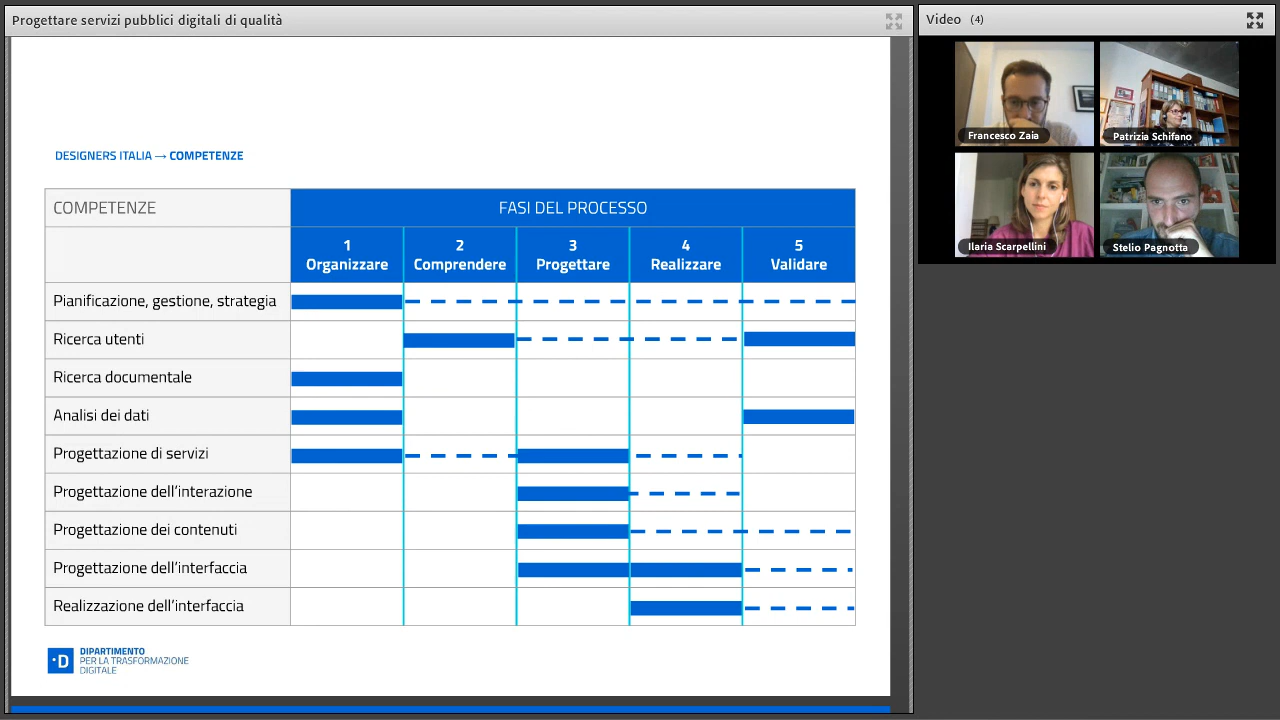 Progettare servizi pubblici digitali di qualità
Video (4)
Francesco Zaia
Patrizia Schifano
Ilaria Scarpellini
Stelio Pagnotta
DESIGNERS ITALIA → COMPETENZE
COMPETENZE
FASI DEL PROCESSO
1 2 3 4 5
Organizzare Comprendere Progettare Realizzare Validare
Pianificazione, gestione, strategia
Ricerca utenti
Ricerca documentale
Analisi dei dati
Progettazione di servizi
Progettazione dell'interazione
Progettazione dei contenuti
Progettazione dell'interfaccia
Realizzazione dell'interfaccia
·D
DIPARTIMENTO
PER LA TRASFORMAZIONE
DIGITALE